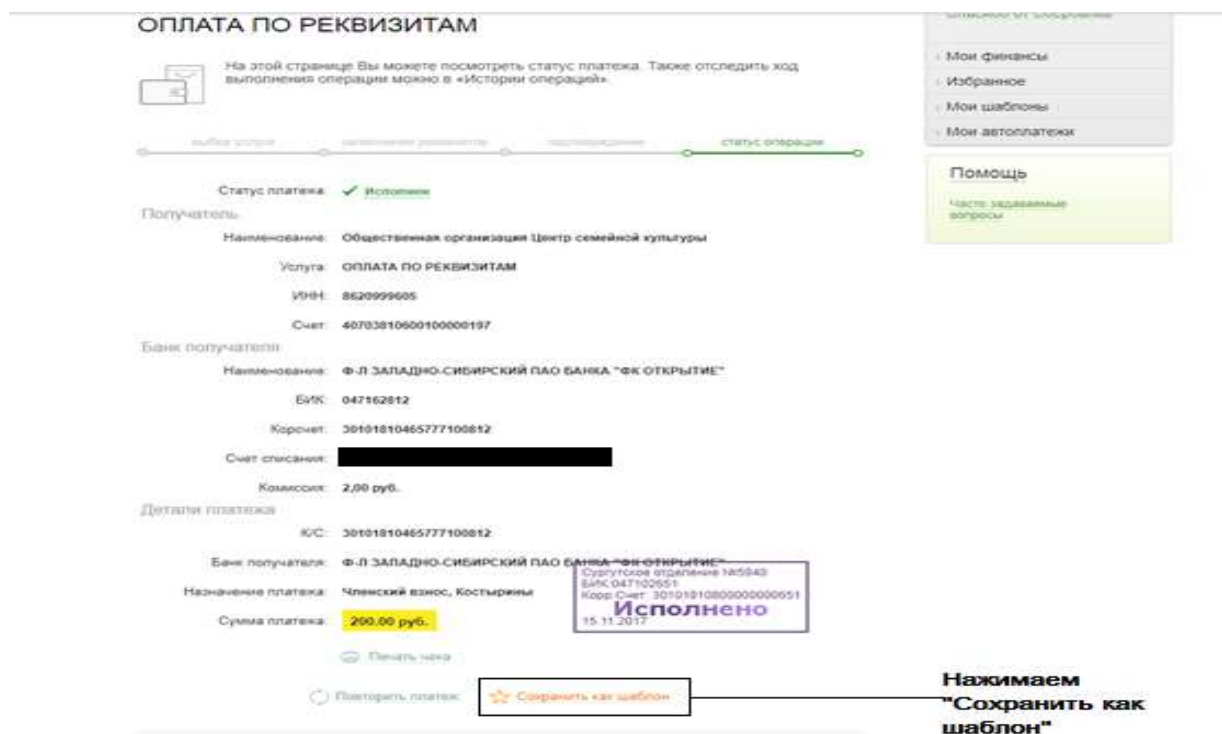 ОПЛАТА ПО РЕКВИЗИТАМ
На этой странице Вы можете посмотреть статус платежа. Также отследить ход
выполнения операции можно в «Истории операций».
статус операции
Статус платежа: Исполнен
Получатель
Наименование: Общественная организация Центр семейной культуры
Услуга: ОПЛАТА ПО РЕКВИЗИТАМ
ИНН: 8620999605
Счет: 40703810600100000197
Банк получателя
Наименование: Ф-Л ЗАПАДНО-СИБИРСКИЙ ПАО БАНКА "ФК ОТКРЫТИЕ"
БИК: 047162812
Корсчет: 30101810465777100812
Счет списания:
Комиссия: 2,00 руб.
Детали платежа
К/С: 30101810465777100812
Банк получателя: Ф-Л ЗАПАДНО-СИБИРСКИЙ ПАО БАНКА "ФК ОТКРЫТИЕ"
Назначение платежа: Членский взнос, Костырины
Сумма платежа: 200.00 руб.
Сургутское отделение №5940
БИК:047102651
Корр.Счет: 30101810800000000651
Исполнено
15.11.2017
Печать чека
Повторить платеж
Сохранить как шаблон
Спасибо от Сбербанка
Мои финансы
Избранное
Мои шаблоны
Мои автоплатежи
Помощь
Часто задаваемые
вопросы
Нажимаем
"Сохранить как
шаблон"